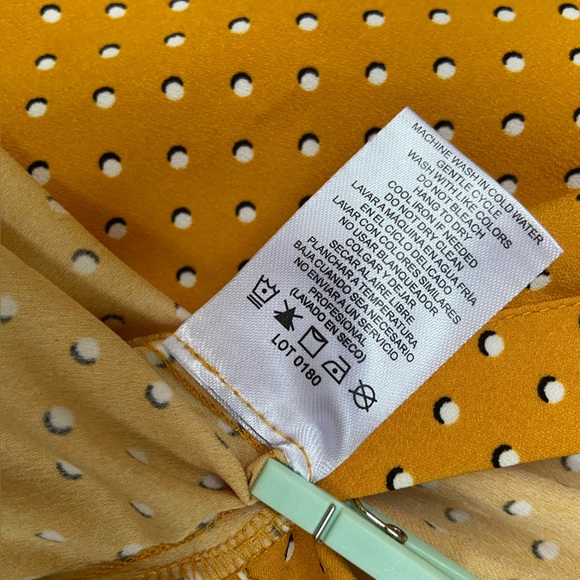 MACHINE WASH IN COLD WATER
GENTLE CYCLE
WASH WITH LIKE COLORS
DO NOT BLEACH
HANG TO DRY
COOL IRON IF NEEDED
DO NOT DRY CLEAN
LAVAR A MÁQUINA EN AGUA FRIA
EN EL CICLO DELICADO
CON COLORES SIMILARES
NO USAR BLANQUEADOR
COLGAR Y DEJAR
SECAR AL AIRE LIBRE
PLANCHAR A TEMPERATURA
BAJA CUANDO SEA NECESARIO
NO ENVIAR A UN SERVICIO
PROFESIONAL
(LAVADO EN SECO)
LOT 0180